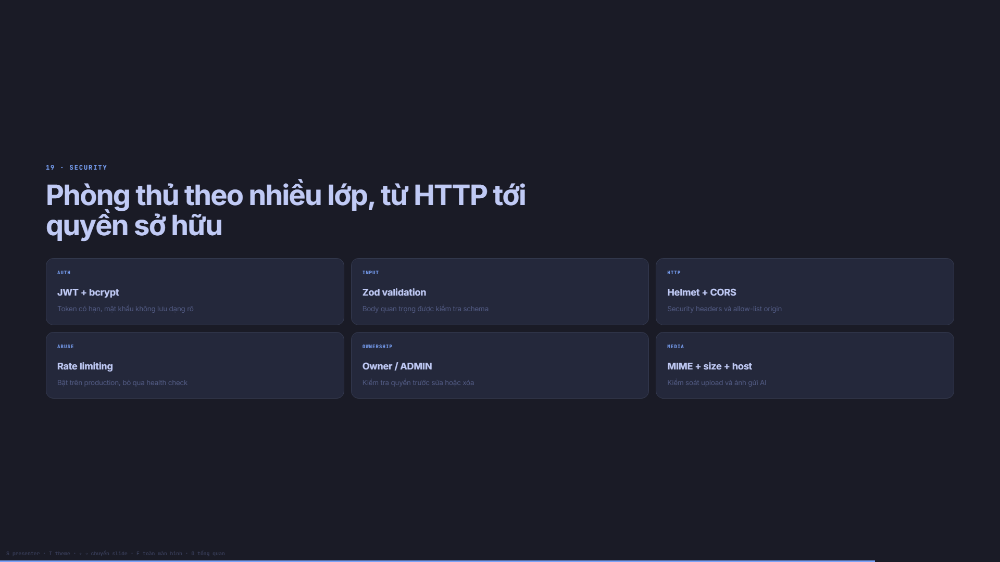 19 · SECURITY
Phòng thủ theo nhiều lớp, từ HTTP tới
quyền sở hữu
AUTH
JWT + bcrypt
Token có hạn, mật khẩu không lưu dạng rõ
INPUT
Zod validation
Body quan trọng được kiểm tra schema
HTTP
Helmet + CORS
Security headers và allow-list origin
ABUSE
Rate limiting
Bật trên production, bỏ qua health check
OWNERSHIP
Owner / ADMIN
Kiểm tra quyền trước sửa hoặc xóa
MEDIA
MIME + size + host
Kiểm soát upload và ảnh gửi AI
S presenter · T theme · ← → chuyển slide · F toàn màn hình · O tổng quan